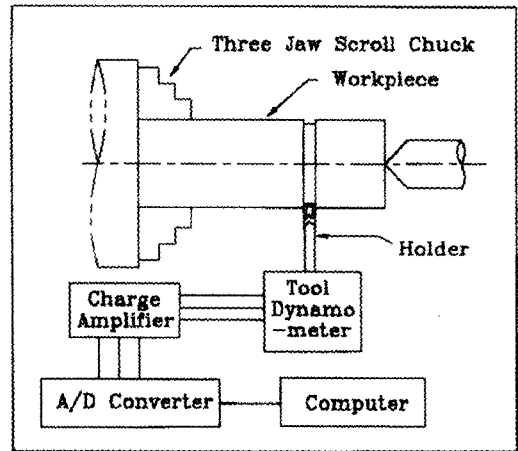 Three Jaw Scroll Chuck
Workpiece
Holder
Tool
Dynamo
-meter
Charge
Amplifier
A/D Converter
Computer